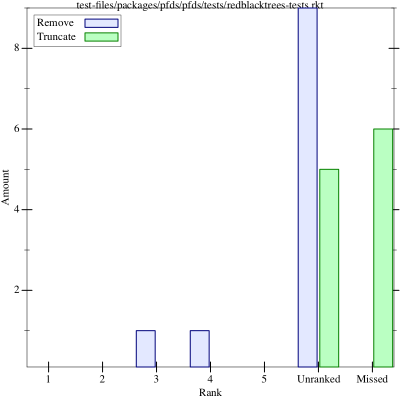 test-files/packages/pfds/pfds/tests/redblacktrees-tests.rkt
Remove
Truncate
8
6
4
2
Amount
1 2 3 4 5 Unranked Missed
Rank